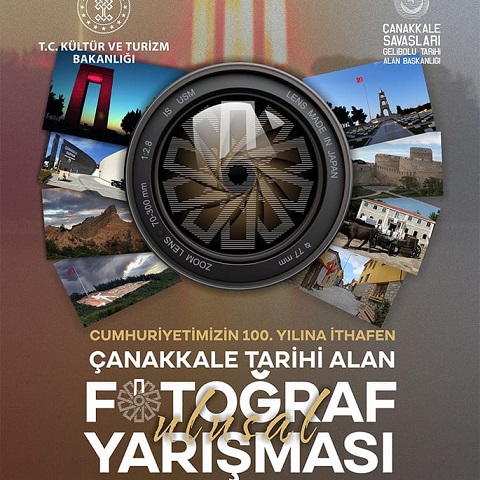 T.C. KÜLTÜR VE TURİZM
BAKANLIĞI
ÇANAKKALE
SAVAŞLARI
GELİBOLU TARİHİ
ALAN BAŞKANLIĞI
IS USM
LENS MADE IN JAPAN
1:2.8
70-300 mm
ZOOM LENS
ø 77 mm
CUMHURİYETİMİZİN 100. YILINA İTHAFEN
ÇANAKKALE TARİHİ ALAN
FOTOĞRAF
ulusal
YARIŞMASI